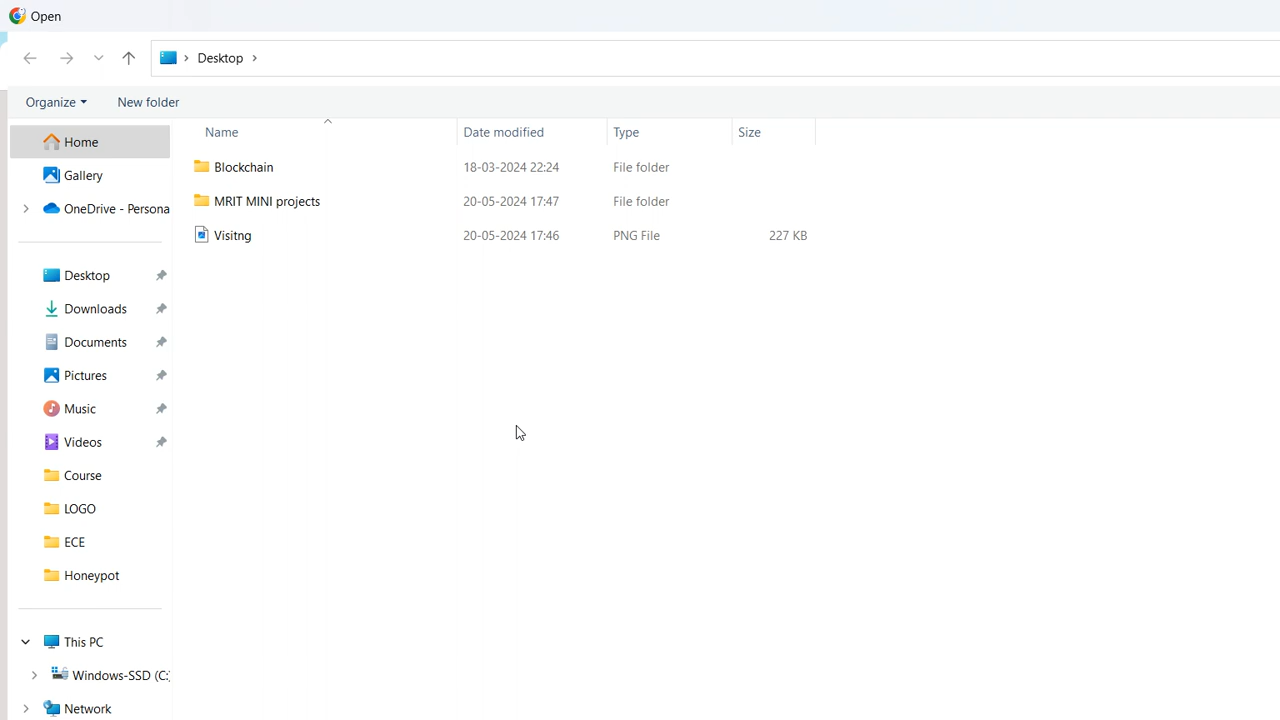 Open
Desktop
Organize
New folder
Name Date modified Type Size
Home
Gallery
OneDrive - Persona
Desktop
Downloads
Documents
Pictures
Music
Videos
Course
LOGO
ECE
Honeypot
This PC
Windows-SSD (C:)
Network
Blockchain 18-03-2024 22:24 File folder
MRIT MINI projects 20-05-2024 17:47 File folder
Visitng 20-05-2024 17:46 PNG File 227 KB